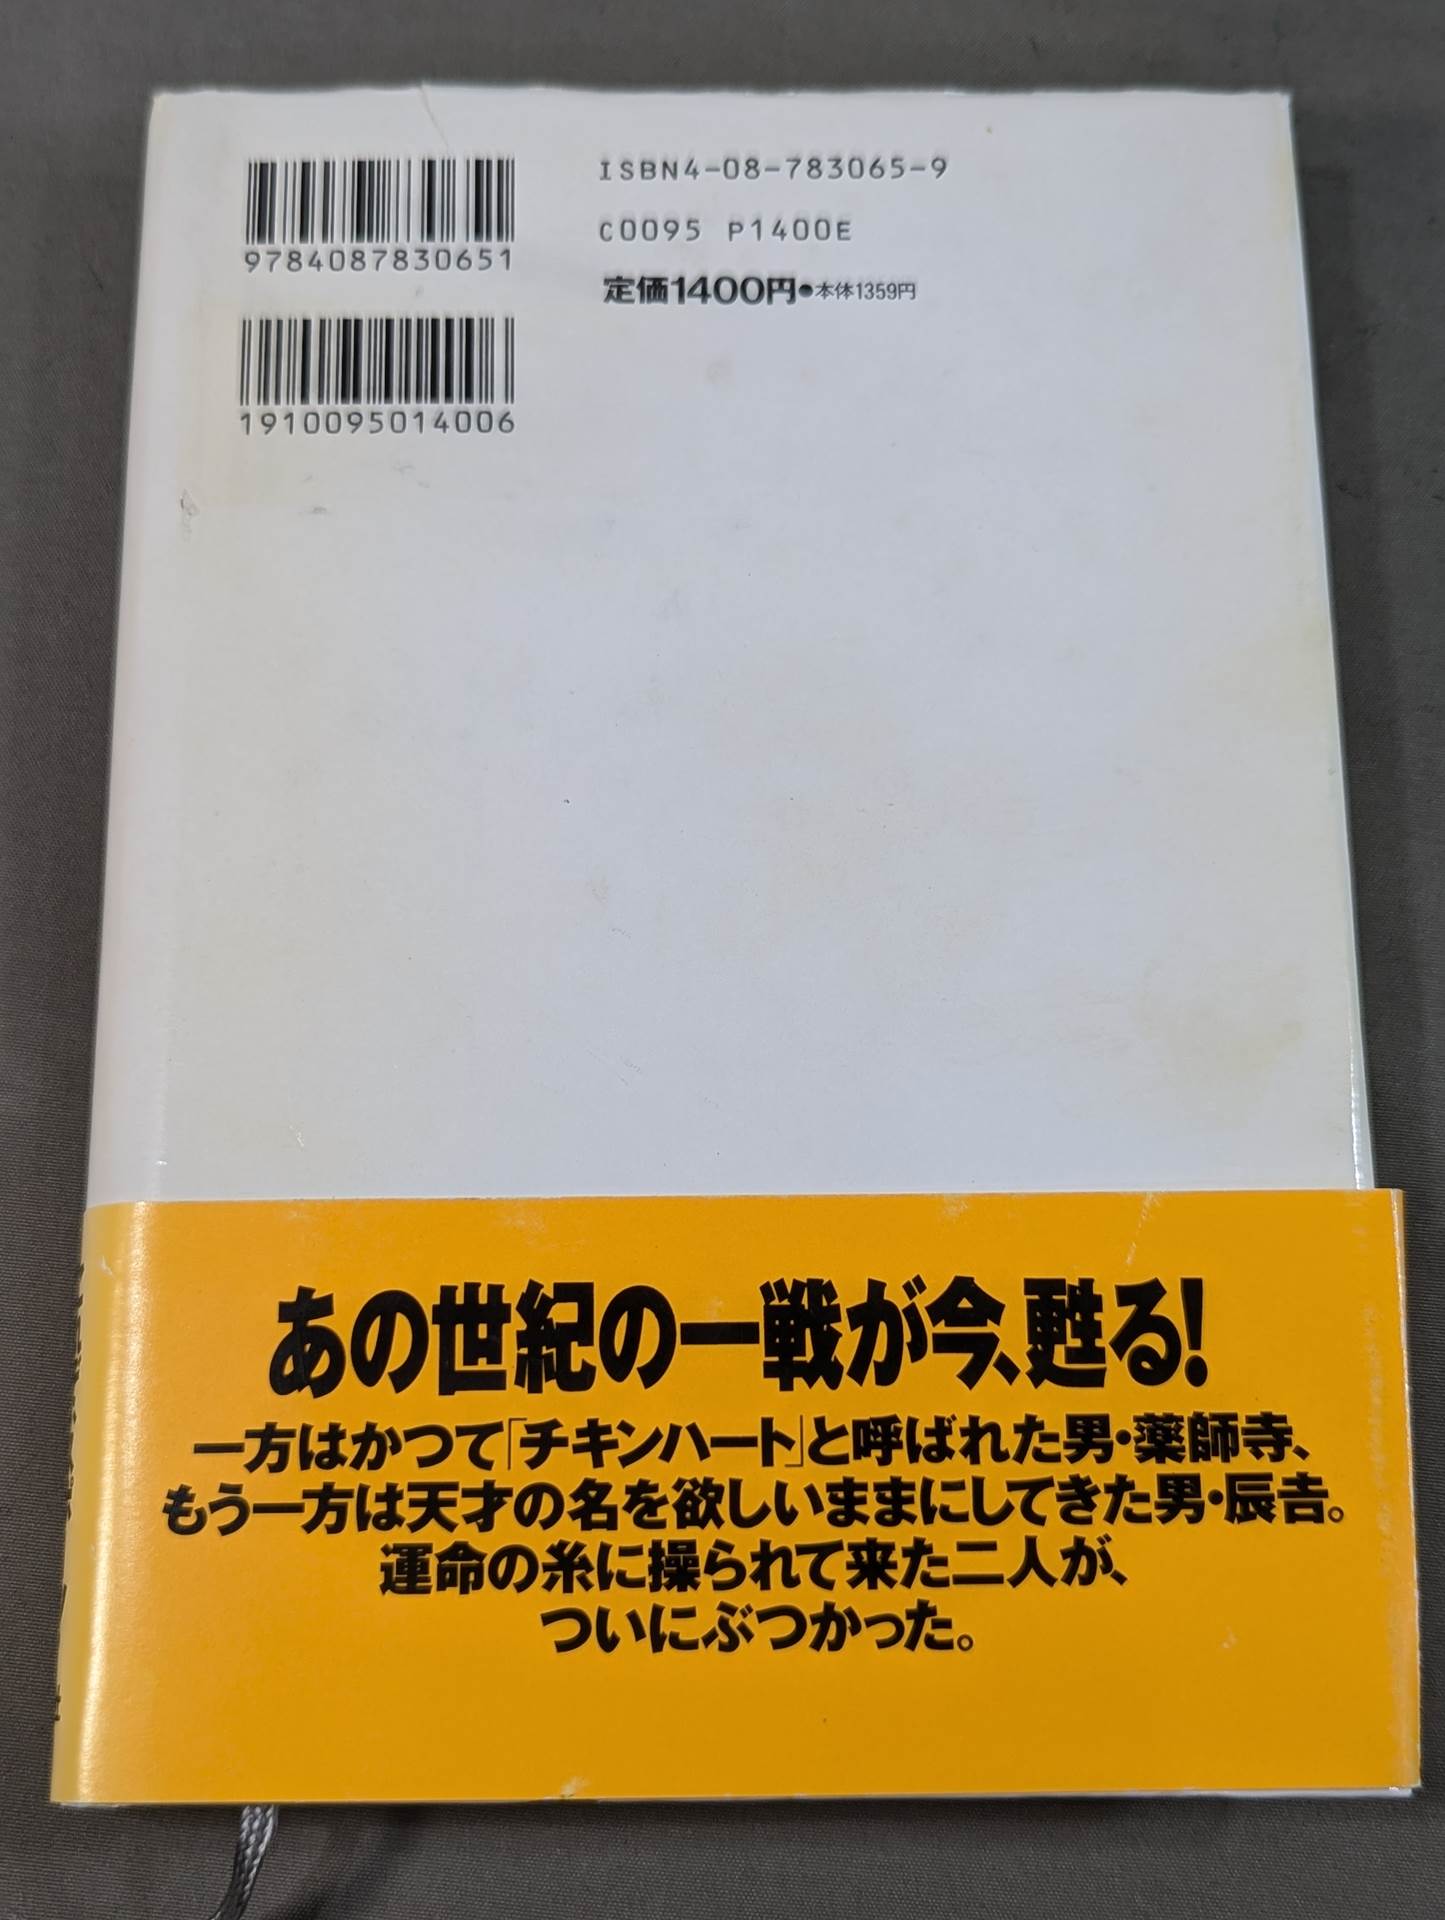 9784087830651
1910095014006
ISBN4-08-783065-9
C0095 P1400E
定価1400円●本体1359円
あの世紀の一戦が今、甦る!
一方はかつて「チキンハート」と呼ばれた男・薬師寺、
もう一方は天才の名を欲しいままにしてきた男・辰𠮷。
運命の糸に操られて来た二人が、
ついにぶつかった。